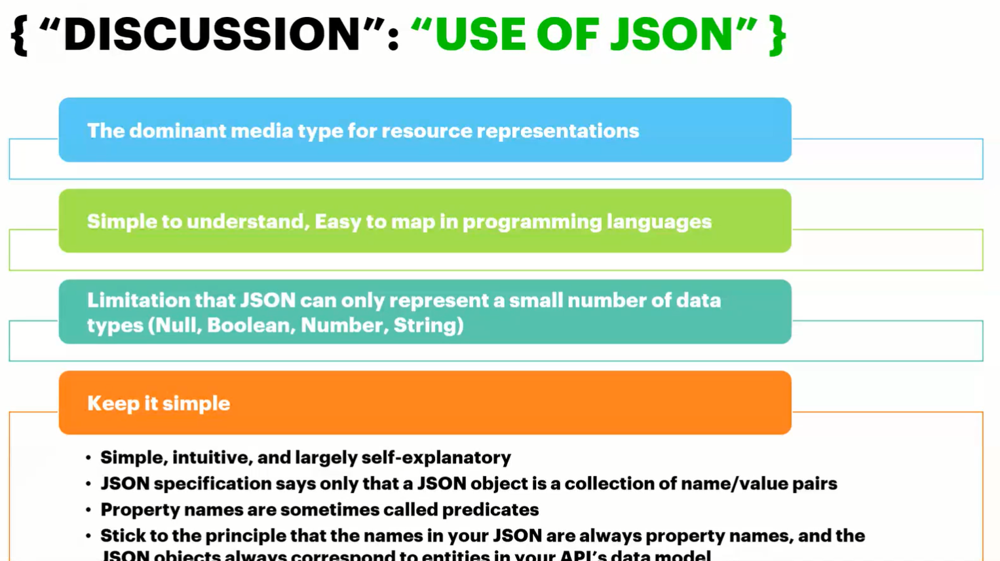 { “DISCUSSION”: “USE OF JSON” }
The dominant media type for resource representations
Simple to understand, Easy to map in programming languages
Limitation that JSON can only represent a small number of data
types (Null, Boolean, Number, String)
Keep it simple
• Simple, intuitive, and largely self-explanatory
• JSON specification says only that a JSON object is a collection of name/value pairs
• Property names are sometimes called predicates
• Stick to the principle that the names in your JSON are always property names, and the
JSON objects always correspond to entities in your API’s data model